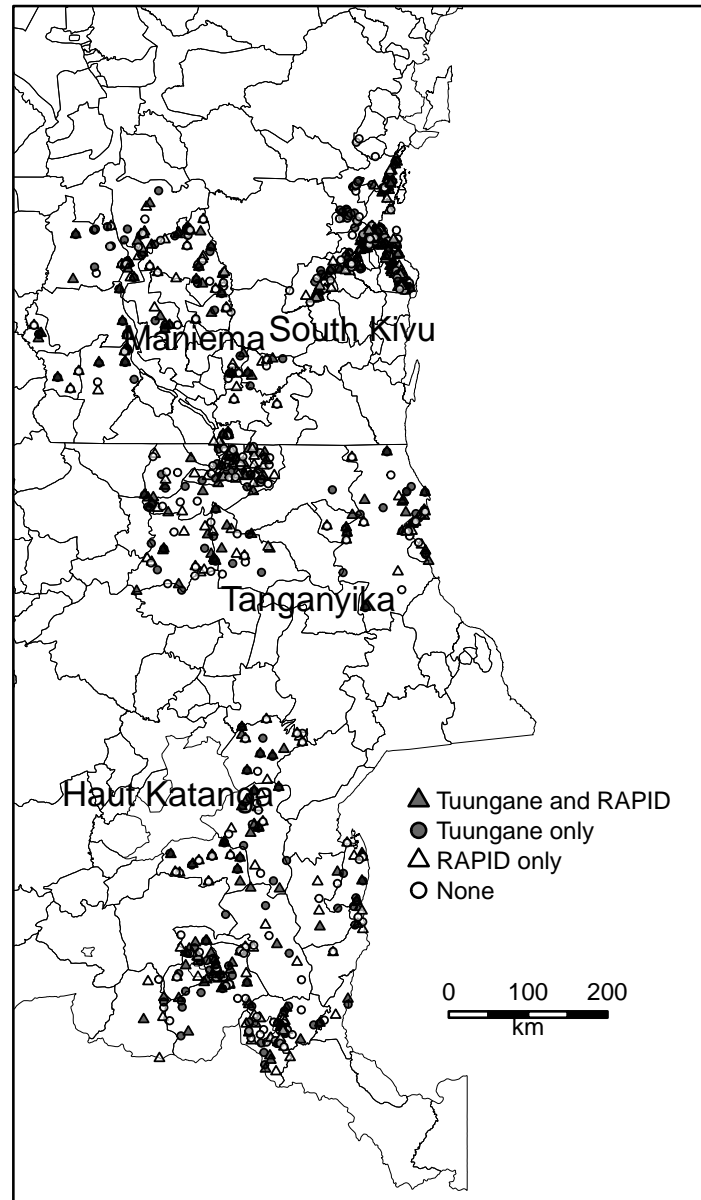 South Kivu
Maniema
Tanganyika
Haut Katanga
Tuungane and RAPID
Tuungane only
RAPID only
None
0 100 200
km